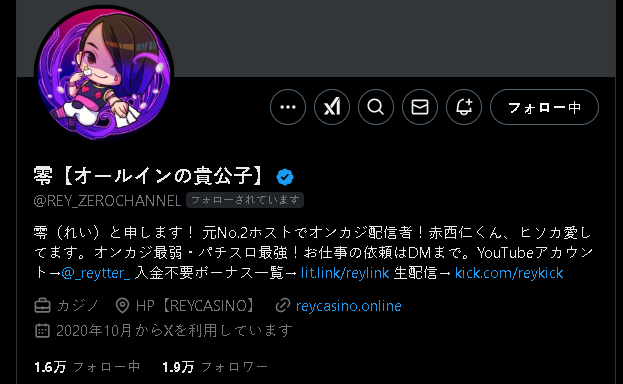 フォロー中
零【オールインの貴公子】
@REY_ZEROCHANNEL フォローされています
零（れい）と申します！ 元No.2ホストでオンカジ配信者！赤西仁くん、ヒソカ愛し
てます。オンカジ最弱・パチスロ最強！お仕事の依頼はDMまで。YouTubeアカウ
ント→@_reytter_ 入金不要ボーナス一覧→ lit.link/reylink 生配信→ kick.com/reykick
カジノ HP【REYCASINO】 reycasino.online
2020年10月からXを利用しています
1.6万 フォロー中 1.9万 フォロワー